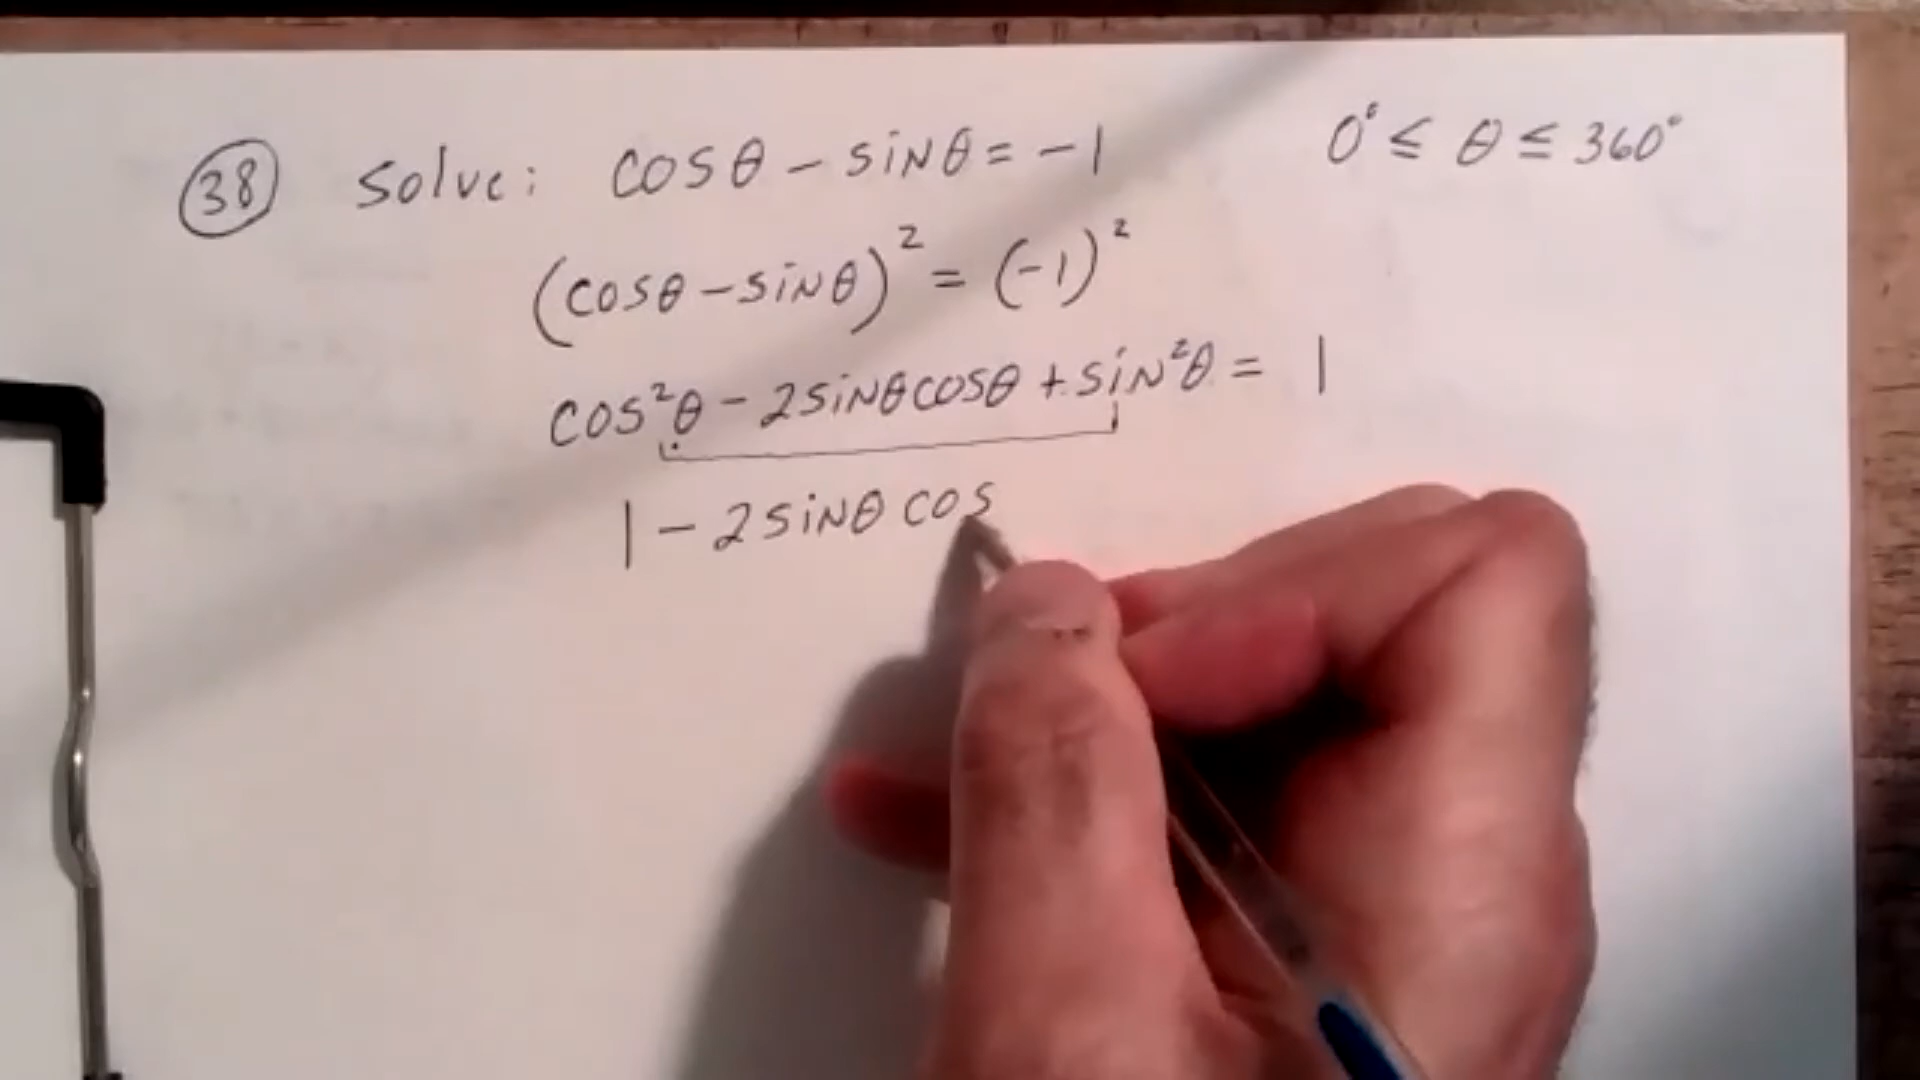 38 Solve: cosθ - sinθ = -1 0° ≤ θ ≤ 360°
(cosθ - sinθ)² = (-1)²
cos²θ - 2sinθcosθ + sin²θ = 1
1 - 2sinθ cos